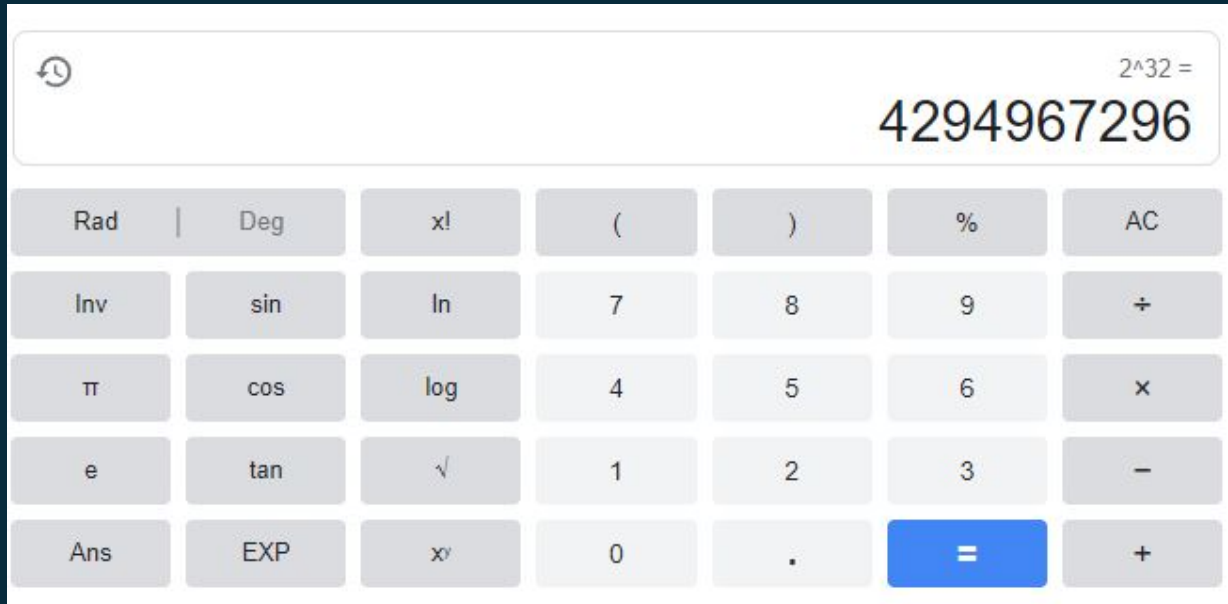 2^32 =
4294967296
Rad | Deg x! ( ) % AC
Inv sin ln 7 8 9 ÷
π cos log 4 5 6 ×
e tan √ 1 2 3 −
Ans EXP xʸ 0 . = +